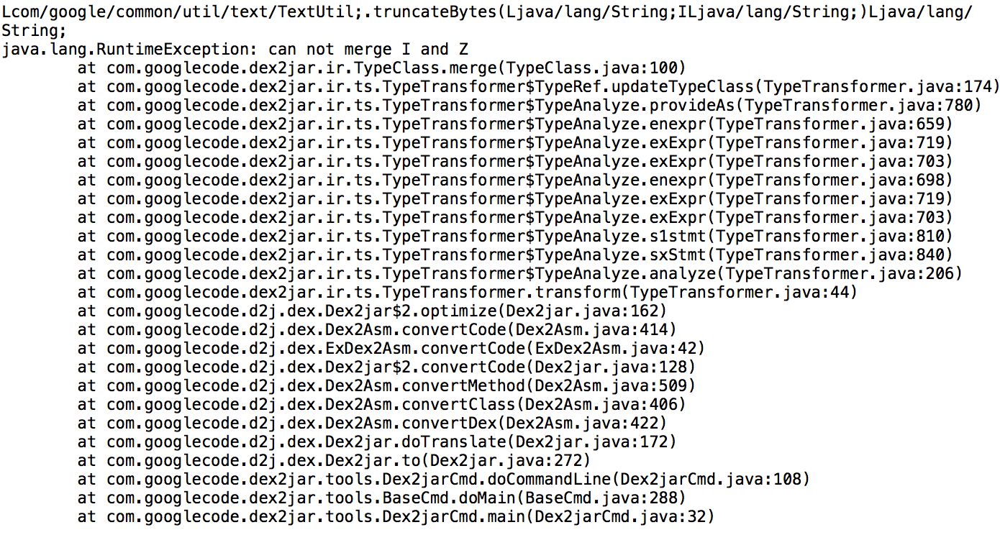 Lcom/google/common/util/text/TextUtil;.truncateBytes(Ljava/lang/String;ILjava/lang/String;)Ljava/lang/
String;
java.lang.RuntimeException: can not merge I and Z
        at com.googlecode.dex2jar.ir.TypeClass.merge(TypeClass.java:100)
        at com.googlecode.dex2jar.ir.ts.TypeTransformer$TypeRef.updateTypeClass(TypeTransformer.java:174)
        at com.googlecode.dex2jar.ir.ts.TypeTransformer$TypeAnalyze.provideAs(TypeTransformer.java:780)
        at com.googlecode.dex2jar.ir.ts.TypeTransformer$TypeAnalyze.enexpr(TypeTransformer.java:659)
        at com.googlecode.dex2jar.ir.ts.TypeTransformer$TypeAnalyze.exExpr(TypeTransformer.java:719)
        at com.googlecode.dex2jar.ir.ts.TypeTransformer$TypeAnalyze.exExpr(TypeTransformer.java:703)
        at com.googlecode.dex2jar.ir.ts.TypeTransformer$TypeAnalyze.enexpr(TypeTransformer.java:698)
        at com.googlecode.dex2jar.ir.ts.TypeTransformer$TypeAnalyze.exExpr(TypeTransformer.java:719)
        at com.googlecode.dex2jar.ir.ts.TypeTransformer$TypeAnalyze.exExpr(TypeTransformer.java:703)
        at com.googlecode.dex2jar.ir.ts.TypeTransformer$TypeAnalyze.s1stmt(TypeTransformer.java:810)
        at com.googlecode.dex2jar.ir.ts.TypeTransformer$TypeAnalyze.sxStmt(TypeTransformer.java:840)
        at com.googlecode.dex2jar.ir.ts.TypeTransformer$TypeAnalyze.analyze(TypeTransformer.java:206)
        at com.googlecode.dex2jar.ir.ts.TypeTransformer.transform(TypeTransformer.java:44)
        at com.googlecode.d2j.dex.Dex2jar$2.optimize(Dex2jar.java:162)
        at com.googlecode.d2j.dex.Dex2Asm.convertCode(Dex2Asm.java:414)
        at com.googlecode.d2j.dex.ExDex2Asm.convertCode(ExDex2Asm.java:42)
        at com.googlecode.d2j.dex.Dex2jar$2.convertCode(Dex2jar.java:128)
        at com.googlecode.d2j.dex.Dex2Asm.convertMethod(Dex2Asm.java:509)
        at com.googlecode.d2j.dex.Dex2Asm.convertClass(Dex2Asm.java:406)
        at com.googlecode.d2j.dex.Dex2Asm.convertDex(Dex2Asm.java:422)
        at com.googlecode.d2j.dex.Dex2jar.doTranslate(Dex2jar.java:172)
        at com.googlecode.d2j.dex.Dex2jar.to(Dex2jar.java:272)
        at com.googlecode.dex2jar.tools.Dex2jarCmd.doCommandLine(Dex2jarCmd.java:108)
        at com.googlecode.dex2jar.tools.BaseCmd.doMain(BaseCmd.java:288)
        at com.googlecode.dex2jar.tools.Dex2jarCmd.main(Dex2jarCmd.java:32)